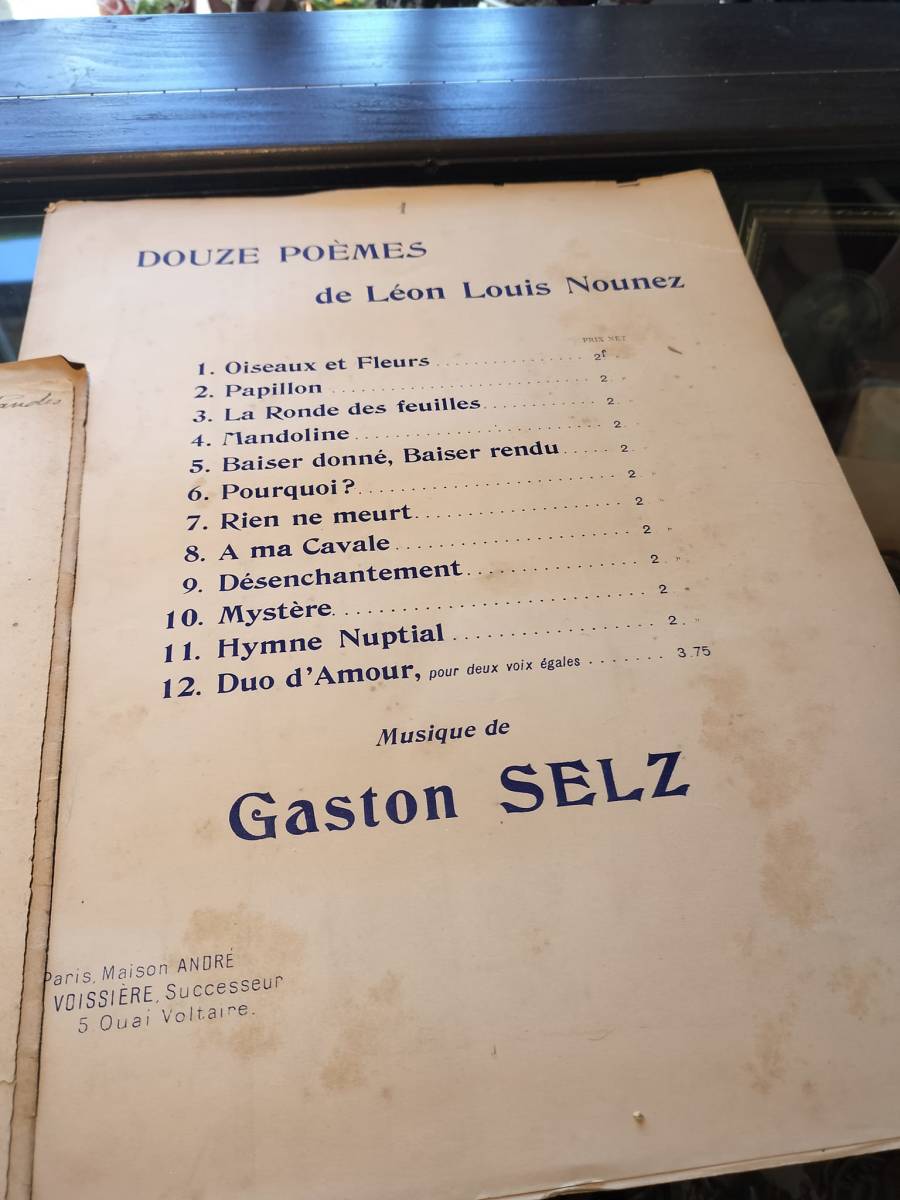 DOUZE POÈMES
de Léon Louis Nounez
PRIX NET
1. Oiseaux et Fleurs . . . . . . . . . . . . . . . . 2f .
2. Papillon . . . . . . . . . . . . . . . . . . . . . . . . . . . 2 . "
3. La Ronde des feuilles . . . . . . . . . . . . 2 . "
4. Mandoline . . . . . . . . . . . . . . . . . . . . . . . . . 2 . "
5. Baiser donné, Baiser rendu . . . . . 2 . "
6. Pourquoi ? . . . . . . . . . . . . . . . . . . . . . . . . . 2 "
7. Rien ne meurt . . . . . . . . . . . . . . . . . . . . 2 "
8. A ma Cavale . . . . . . . . . . . . . . . . . . . . . . 2 "
9. Désenchantement . . . . . . . . . . . . . . . . 2 . "
10. Mystère . . . . . . . . . . . . . . . . . . . . . . . . . . 2 "
11. Hymne Nuptial . . . . . . . . . . . . . . . . . . 2 . "
12. Duo d'Amour, pour deux voix égales . . . . . . . 3.75
Musique de
Gaston SELZ
Paris, Maison ANDRÉ
VOISSIÈRE, Successeur
5 Quai Voltaire.